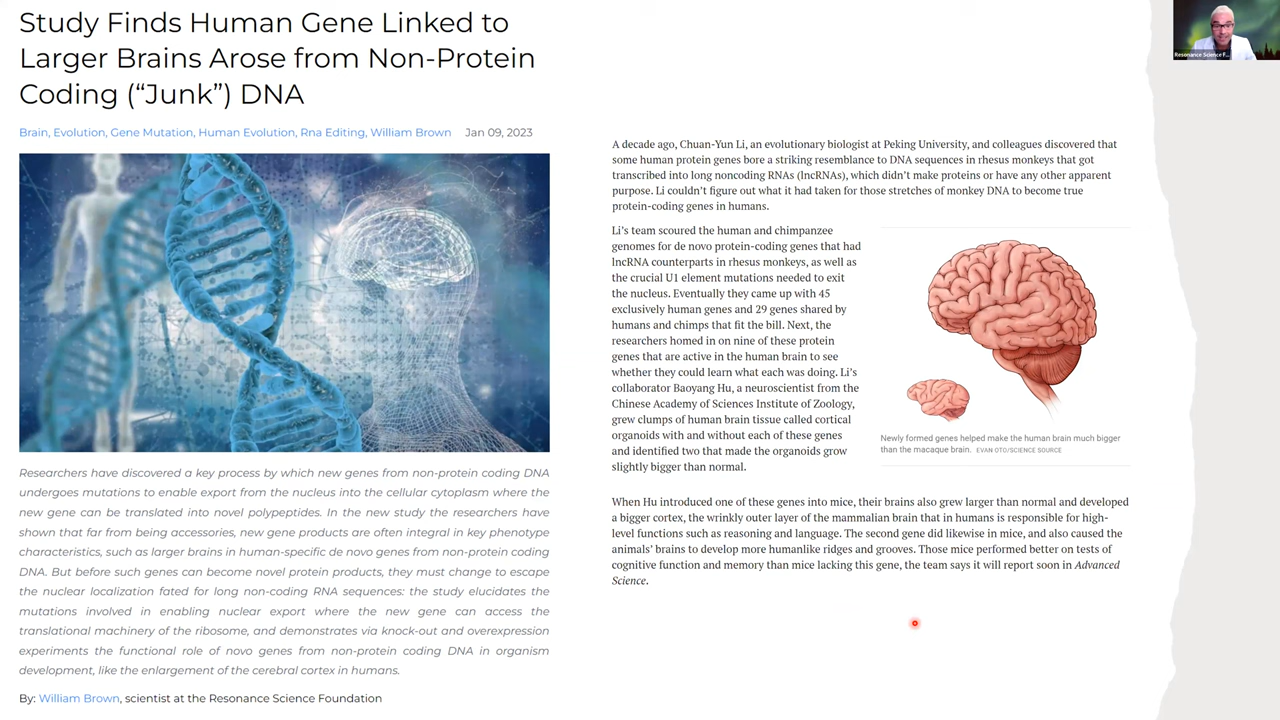 Study Finds Human Gene Linked to
Larger Brains Arose from Non-Protein
Coding (“Junk”) DNA
Brain, Evolution, Gene Mutation, Human Evolution, Rna Editing, William Brown Jan 09, 2023
Researchers have discovered a key process by which new genes from non-protein coding DNA
undergoes mutations to enable export from the nucleus into the cellular cytoplasm where the
new gene can be translated into novel polypeptides. In the new study the researchers have
shown that far from being accessories, new gene products are often integral in key phenotype
characteristics, such as larger brains in human-specific de novo genes from non-protein coding
DNA. But before such genes can become novel protein products, they must change to escape
the nuclear localization fated for long non-coding RNA sequences: the study elucidates the
mutations involved in enabling nuclear export where the new gene can access the
translational machinery of the ribosome, and demonstrates via knock-out and overexpression
experiments the functional role of novo genes from non-protein coding DNA in organism
development, like the enlargement of the cerebral cortex in humans.
By: William Brown, scientist at the Resonance Science Foundation
A decade ago, Chuan-Yun Li, an evolutionary biologist at Peking University, and colleagues discovered that
some human protein genes bore a striking resemblance to DNA sequences in rhesus monkeys that got
transcribed into long noncoding RNAs (lncRNAs), which didn’t make proteins or have any other apparent
purpose. Li couldn’t figure out what it had taken for those stretches of monkey DNA to become true
protein-coding genes in humans.
Li’s team scoured the human and chimpanzee
genomes for de novo protein-coding genes that had
lncRNA counterparts in rhesus monkeys, as well as
the crucial U1 element mutations needed to exit
the nucleus. Eventually they came up with 45
exclusively human genes and 29 genes shared by
humans and chimps that fit the bill. Next, the
researchers homed in on nine of these protein
genes that are active in the human brain to see
whether they could learn what each was doing. Li’s
collaborator Baoyang Hu, a neuroscientist from the
Chinese Academy of Sciences Institute of Zoology,
grew clumps of human brain tissue called cortical
organoids with and without each of these genes
and identified two that made the organoids grow
slightly bigger than normal.
Newly formed genes helped make the human brain much bigger
than the macaque brain. EVAN OTO/SCIENCE SOURCE
When Hu introduced one of these genes into mice, their brains also grew larger than normal and developed
a bigger cortex, the wrinkly outer layer of the mammalian brain that in humans is responsible for high-
level functions such as reasoning and language. The second gene did likewise in mice, and also caused the
animals’ brains to develop more humanlike ridges and grooves. Those mice performed better on tests of
cognitive function and memory than mice lacking this gene, the team says it will report soon in Advanced
Science.
Resonance Science F...